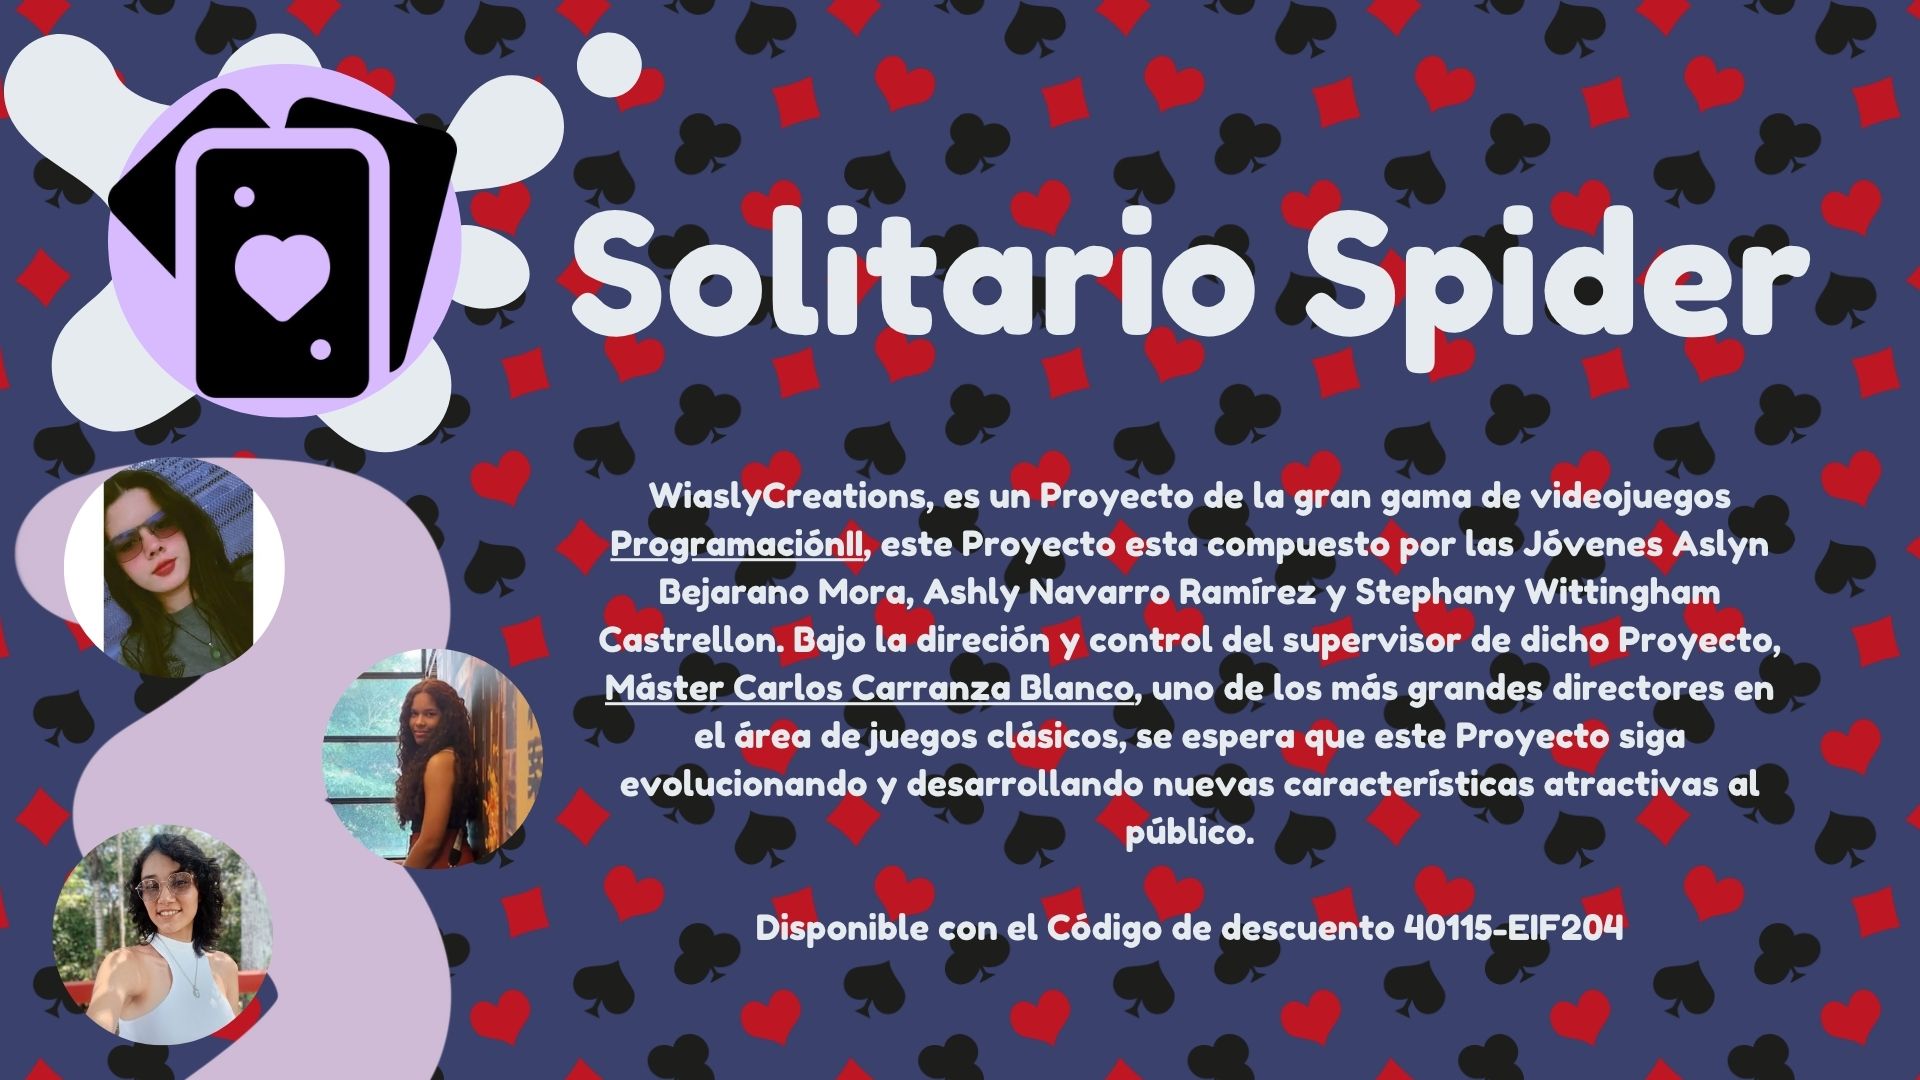 Solitario Spider
WiaslyCreations, es un Proyecto de la gran gama de videojuegos
ProgramaciónII, este Proyecto esta compuesto por las Jóvenes Aslyn
Bejarano Mora, Ashly Navarro Ramírez y Stephany Wittingham
Castrellon. Bajo la direción y control del supervisor de dicho Proyecto,
Máster Carlos Carranza Blanco, uno de los más grandes directores en
el área de juegos clásicos, se espera que este Proyecto siga
evolucionando y desarrollando nuevas características atractivas al
público.
Disponible con el Código de descuento 40115-EIF204